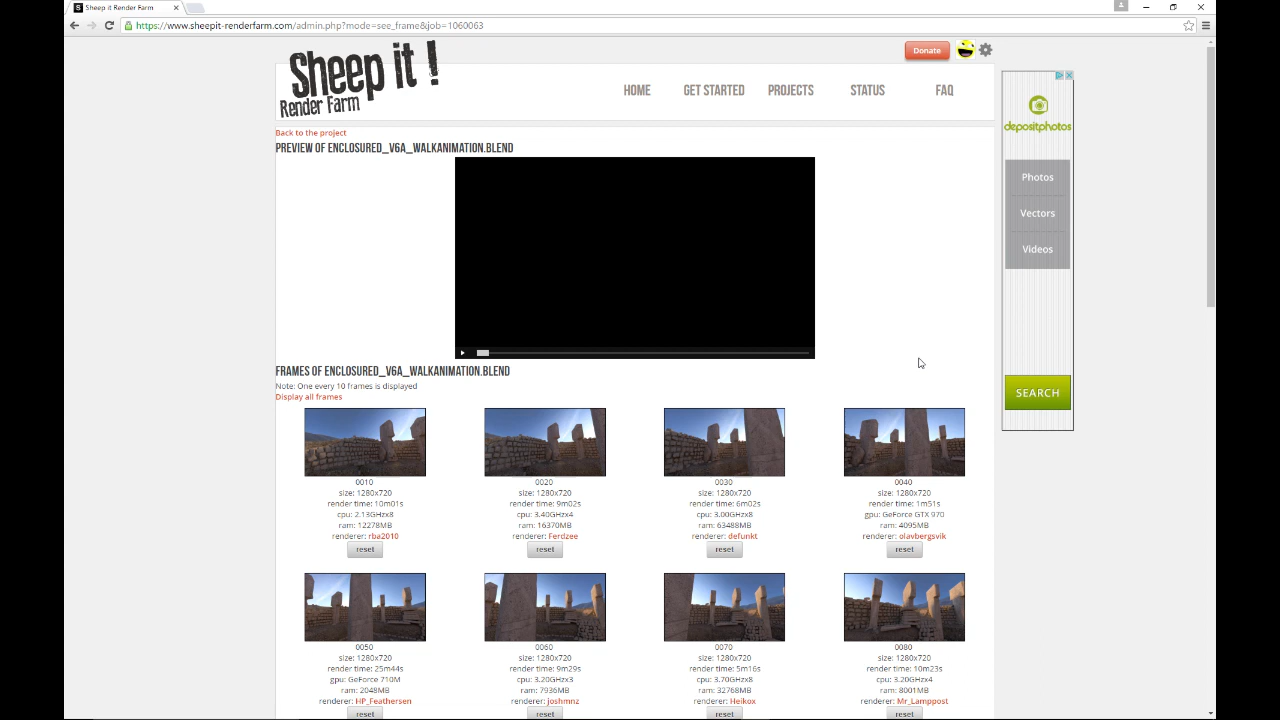 Sheep it Render Farm
https://www.sheepit-renderfarm.com/admin.php?mode=see_frame&job=1060063
Sheep it !
Render Farm
Donate
HOME GET STARTED PROJECTS STATUS FAQ
depositphotos
Photos
Vectors
Videos
SEARCH
Back to the project
PREVIEW OF ENCLOSURED_V6A_WALKANIMATION.BLEND
FRAMES OF ENCLOSURED_V6A_WALKANIMATION.BLEND
Note: One every 10 frames is displayed
Display all frames
0010 0020 0030 0040
size: 1280x720 size: 1280x720 size: 1280x720 size: 1280x720
render time: 10m01s render time: 9m02s render time: 6m02s render time: 1m51s
cpu: 2.13GHzx8 cpu: 3.40GHzx4 cpu: 3.00GHzx8 gpu: GeForce GTX 970
ram: 12278MB ram: 16370MB ram: 63488MB ram: 4095MB
renderer: rba2010 renderer: Ferdzee renderer: defunkt renderer: olavbergsvik
reset reset reset reset
0050 0060 0070 0080
size: 1280x720 size: 1280x720 size: 1280x720 size: 1280x720
render time: 25m44s render time: 9m29s render time: 5m16s render time: 10m23s
gpu: GeForce 710M cpu: 3.20GHzx3 cpu: 3.70GHzx8 cpu: 3.20GHzx4
ram: 2048MB ram: 7936MB ram: 32768MB ram: 8001MB
renderer: HP_Feathersen renderer: joshmnz renderer: Heikox renderer: Mr_Lamppost
reset reset reset reset